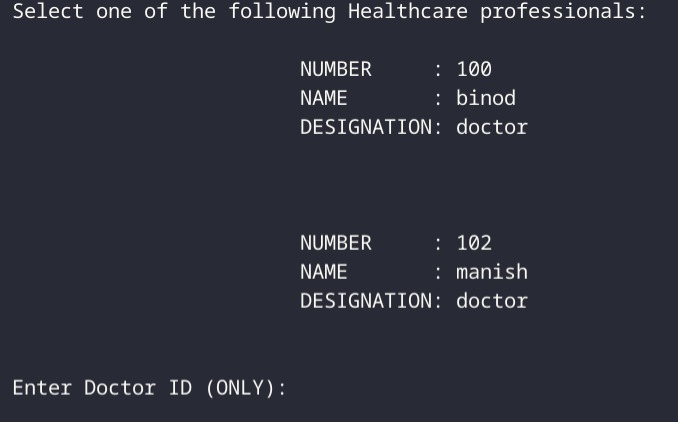 Select one of the following Healthcare professionals:
NUMBER     : 100
NAME       : binod
DESIGNATION: doctor
NUMBER     : 102
NAME       : manish
DESIGNATION: doctor
Enter Doctor ID (ONLY):